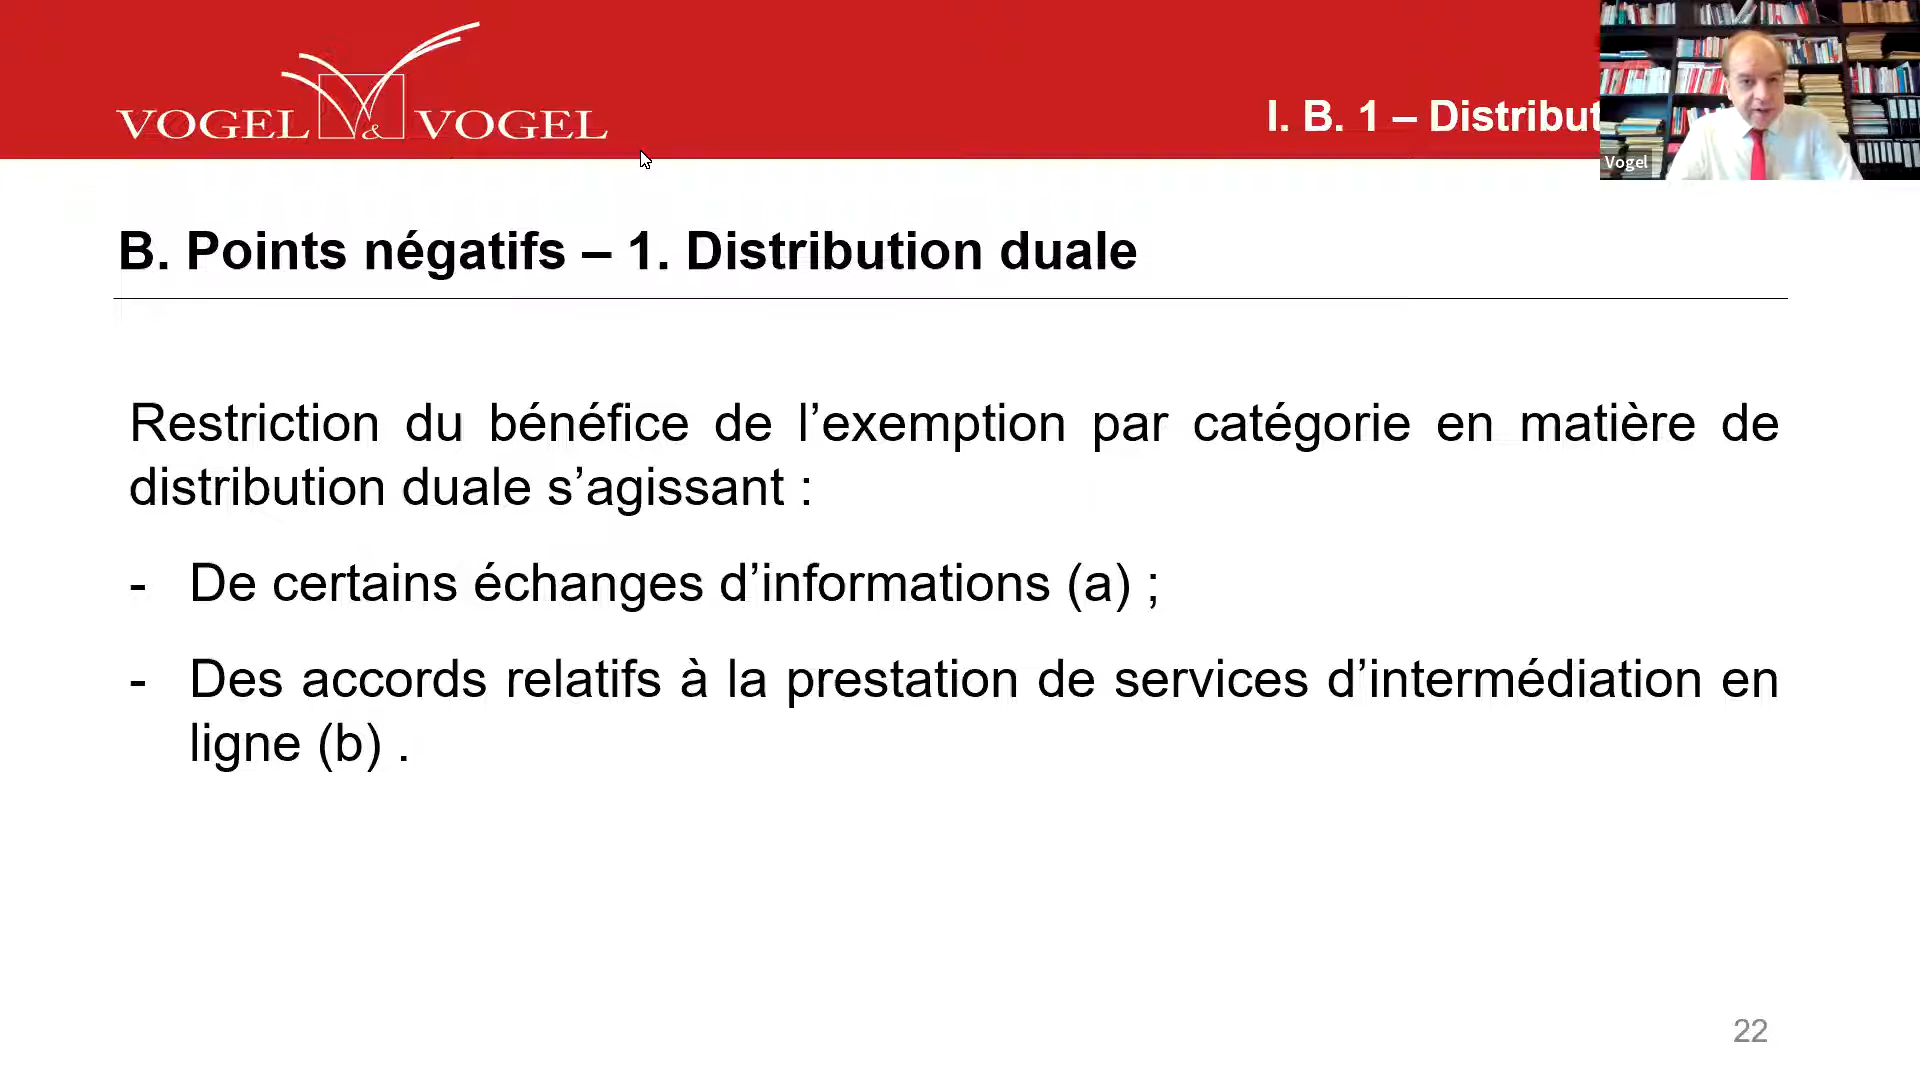 VOGEL & VOGEL
I. B. 1 – Distribut
Vogel
B. Points négatifs – 1. Distribution duale
Restriction du bénéfice de l’exemption par catégorie en matière de
distribution duale s’agissant :
- De certains échanges d’informations (a) ;
- Des accords relatifs à la prestation de services d’intermédiation en
ligne (b) .
22